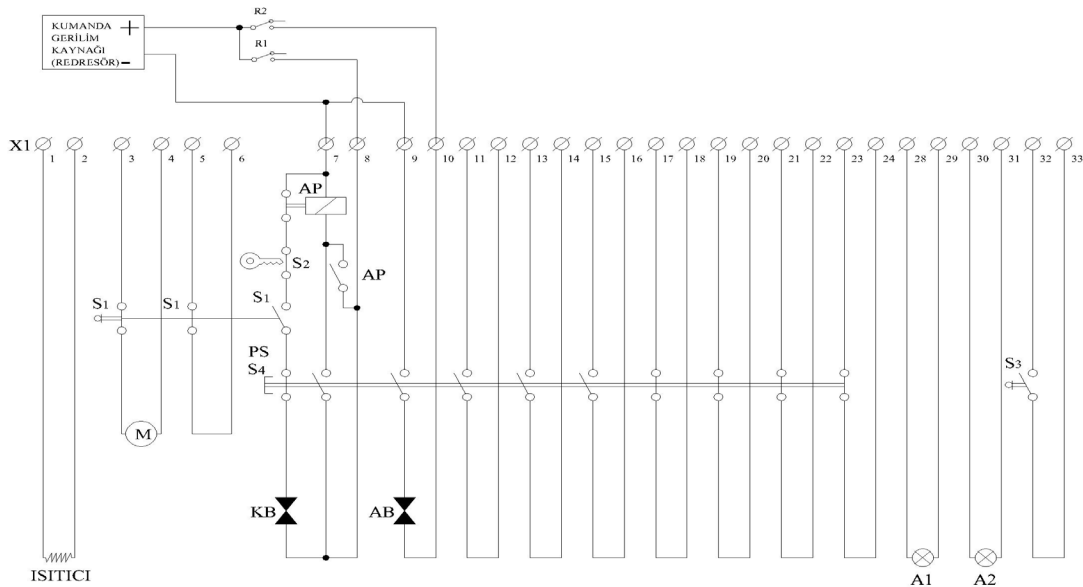 R2
KUMANDA +
GERİLİM
KAYNAĞI
(REDRESÖR) -
R1
X1
1 2 3 4 5 6 7 8 9 10 11 12 13 14 15 16 17 18 19 20 21 22 23 24 28 29 30 31 32 33
AP
S2
AP
S1 S1 S1
PS
S4
S3
M
KB AB
ISITICI A1 A2